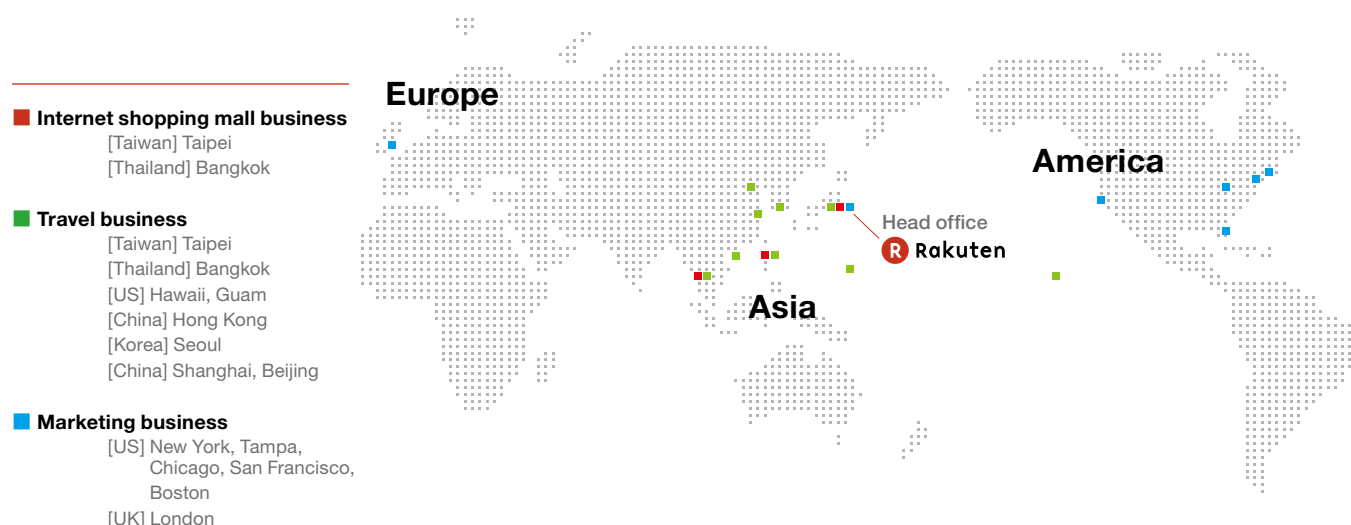 Europe
Internet shopping mall business
[Taiwan] Taipei
[Thailand] Bangkok
America
Travel business
[Taiwan] Taipei
[Thailand] Bangkok
[US] Hawaii, Guam
[China] Hong Kong
[Korea] Seoul
[China] Shanghai, Beijing
Head office
R Rakuten
Asia
Marketing business
[US] New York, Tampa,
Chicago, San Francisco,
Boston
[UK] London